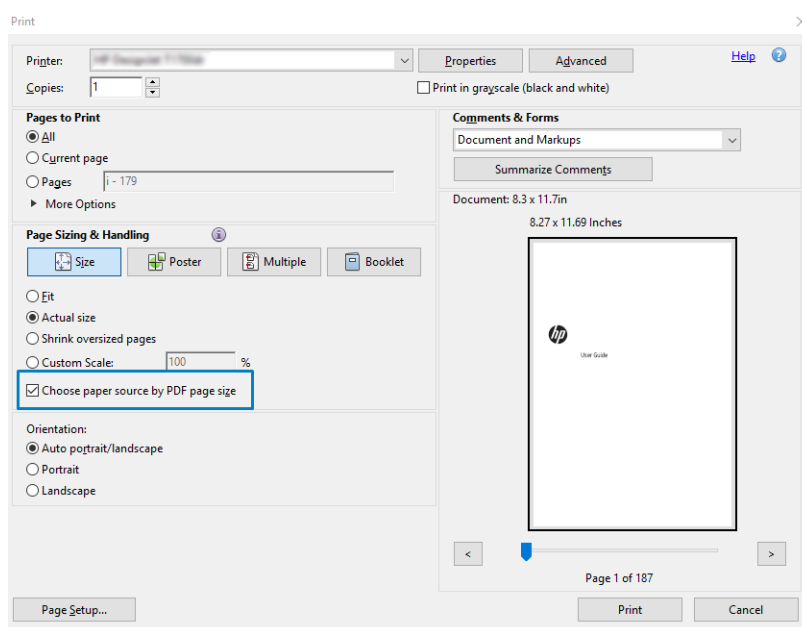 Print
Printer:
Properties
Advanced
Help
Copies:
1
Print in grayscale (black and white)
Pages to Print
All
Current page
Pages
i - 179
More Options
Page Sizing & Handling
Size
Poster
Multiple
Booklet
Fit
Actual size
Shrink oversized pages
Custom Scale:
100
%
Choose paper source by PDF page size
Orientation:
Auto portrait/landscape
Portrait
Landscape
Comments & Forms
Document and Markups
Summarize Comments
Document: 8.3 x 11.7in
8.27 x 11.69 Inches
hp
User Guide
<
>
Page 1 of 187
Page Setup...
Print
Cancel